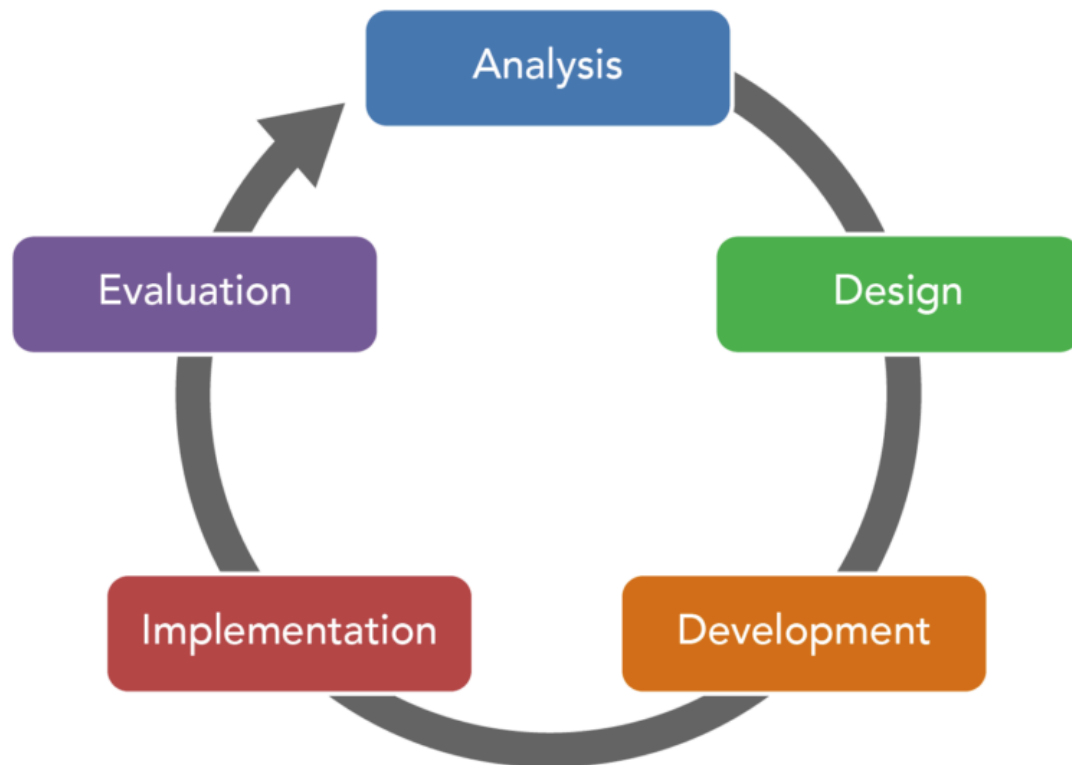 Analysis
Design
Development
Implementation
Evaluation